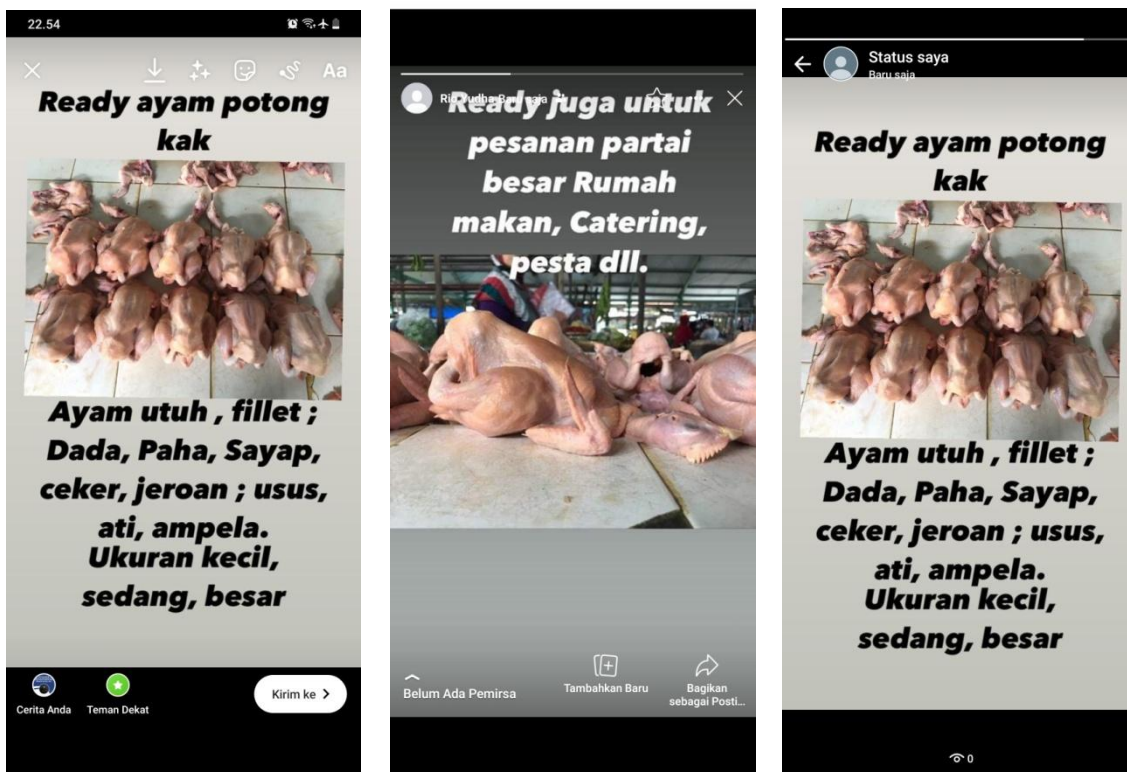 22.54
Aa
Ready ayam potong
kak
Ayam utuh , fillet ;
Dada, Paha, Sayap,
ceker, jeroan ; usus,
ati, ampela.
Ukuran kecil,
sedang, besar
Cerita Anda
Teman Dekat
Kirim ke >
Yudha Baru saja
Ready juga untuk
pesanan partai
besar Rumah
makan, Catering,
pesta dll.
Belum Ada Pemirsa
Tambahkan Baru
Bagikan
sebagai Posti...
Status saya
Baru saja
Ready ayam potong
kak
Ayam utuh , fillet ;
Dada, Paha, Sayap,
ceker, jeroan ; usus,
ati, ampela.
Ukuran kecil,
sedang, besar
0